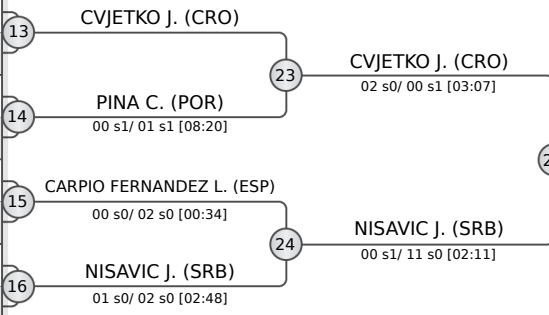 CVJETKO J. (CRO)
13
23
CVJETKO J. (CRO)
02 s0/ 00 s1 [03:07]
PINA C. (POR)
14
00 s1/ 01 s1 [08:20]
CARPIO FERNANDEZ L. (ESP)
15
00 s0/ 02 s0 [00:34]
24
NISAVIC J. (SRB)
00 s1/ 11 s0 [02:11]
NISAVIC J. (SRB)
16
01 s0/ 02 s0 [02:48]